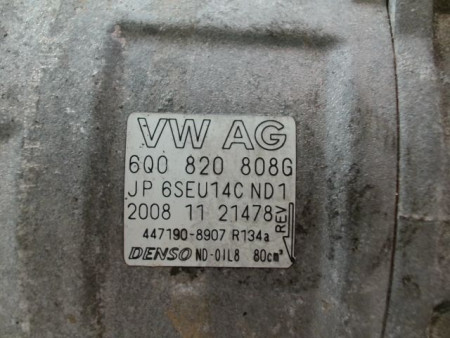 VW AG
6Q0 820 808G
JP 6SEU14C ND1
2008 11 21478
REV
447190-8907 R134a
DENSO ND-OIL8 80cm³